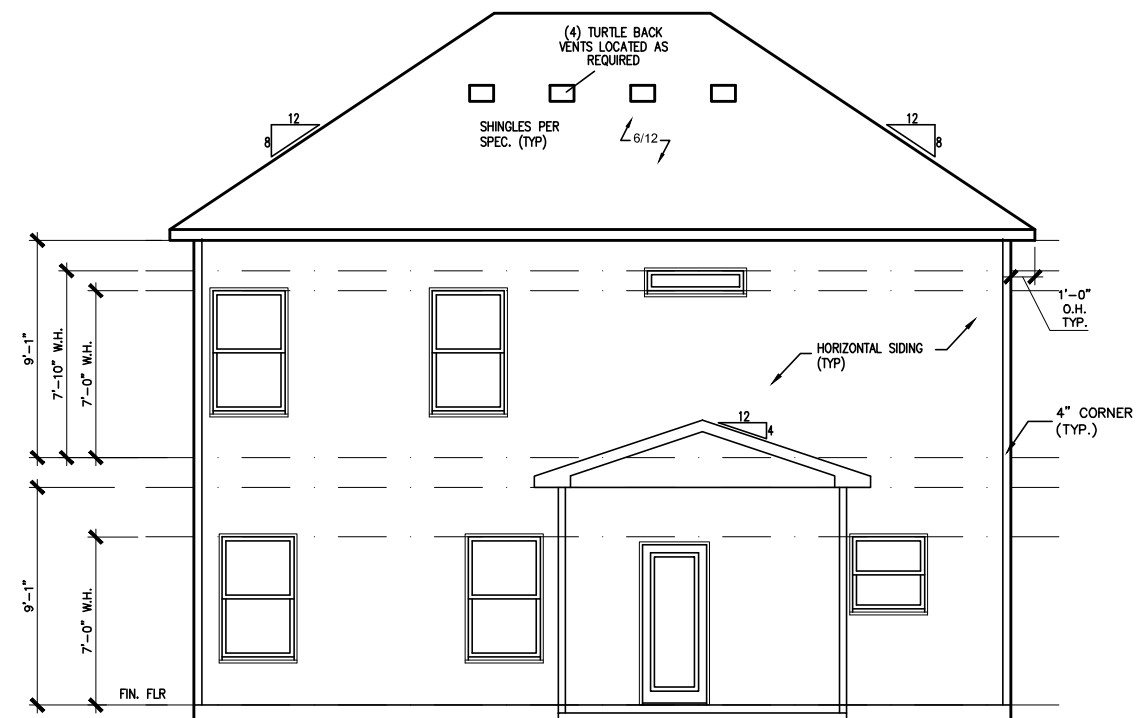 (4) TURTLE BACK
VENTS LOCATED AS
REQUIRED
12
8
SHINGLES PER
SPEC. (TYP)
6/12
12
8
9'-1"
7'-10" W.H.
7'-0" W.H.
1'-0"
O.H.
TYP.
HORIZONTAL SIDING
(TYP)
12
4
4" CORNER
(TYP.)
9'-1"
7'-0" W.H.
FIN. FLR